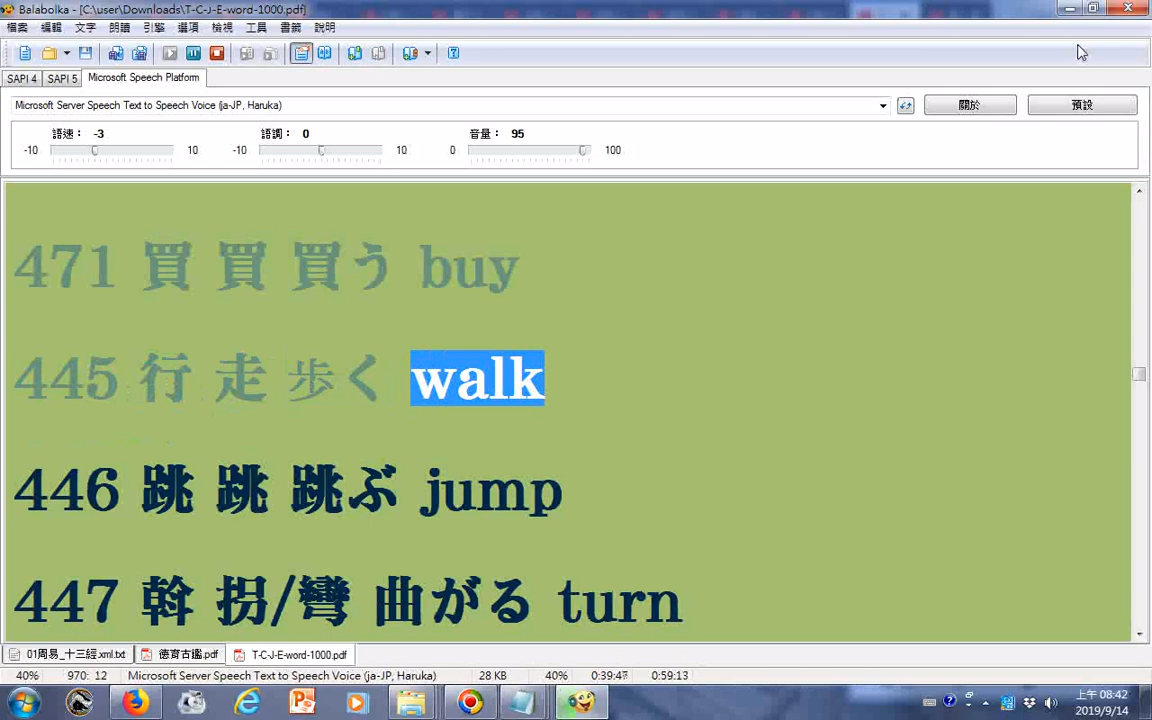 Balabolka - [C:\user\Downloads\T-C-J-E-word-1000.pdf]
檔案 編輯 文字 朗讀 引擎 選項 檢視 工具 書籤 說明
SAPI 4 SAPI 5 Microsoft Speech Platform
Microsoft Server Speech Text to Speech Voice (ja-JP, Haruka) 關於 預設
語速: -3 語調: 0 音量: 95
-10 10 -10 10 0 100
471 買 買 買う buy
445 行 走 歩く walk
446 跳 跳 跳ぶ jump
447 斡 拐/彎 曲がる turn
01周易_十三經.xml.txt 德育古鑑.pdf T-C-J-E-word-1000.pdf
40% 970: 12 Microsoft Server Speech Text to Speech Voice (ja-JP, Haruka) 28 KB 40% 0:39:47 0:59:13
上午 08:42
2019/9/14